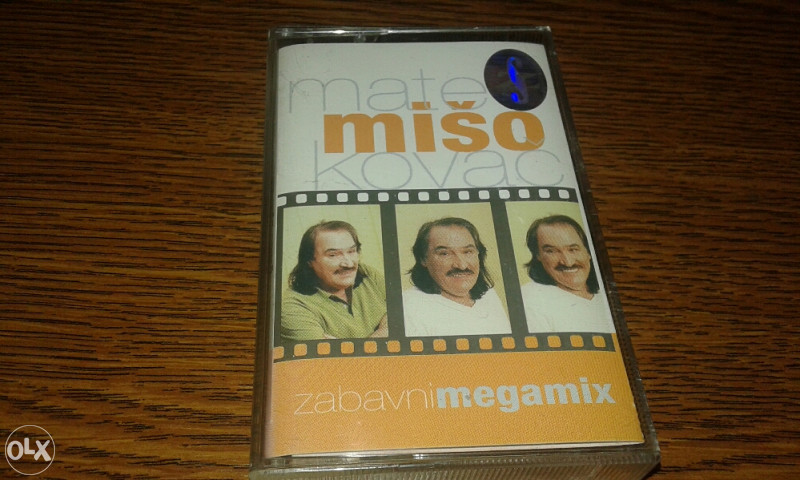 mate
mišo
kovač
zabavnimegamix
OLX